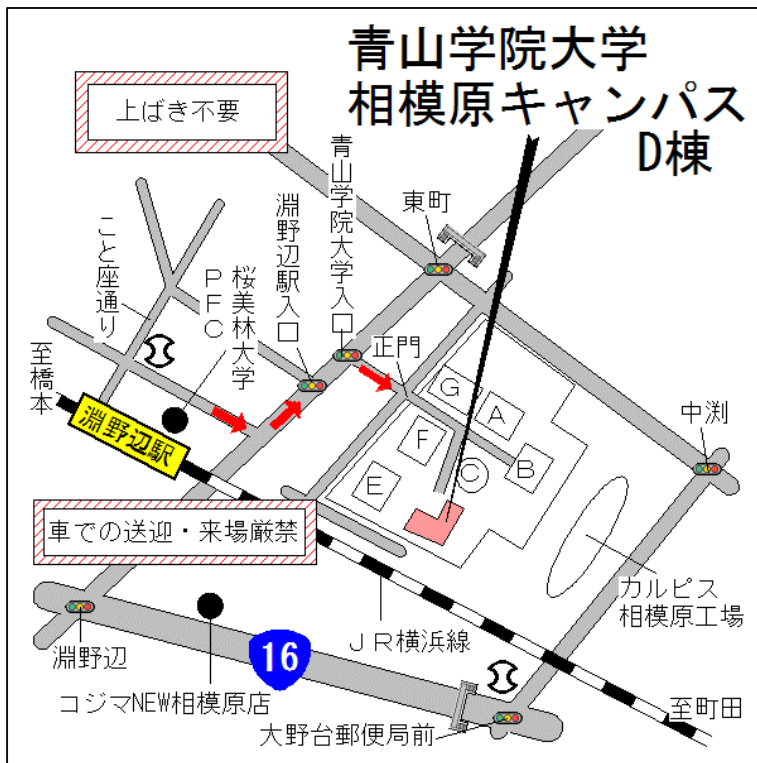 青山学院大学
相模原キャンパス
D棟
上ばき不要
東町
青山学院大学入口
淵野辺駅入口
桜美林大学
PFC
こと座通り
正門
至橋本
淵野辺駅
G
A
F
B
C
E
中渕
車での送迎・来場厳禁
カルピス
相模原工場
JR横浜線
淵野辺
16
コジマNEW相模原店
大野台郵便局前
至町田